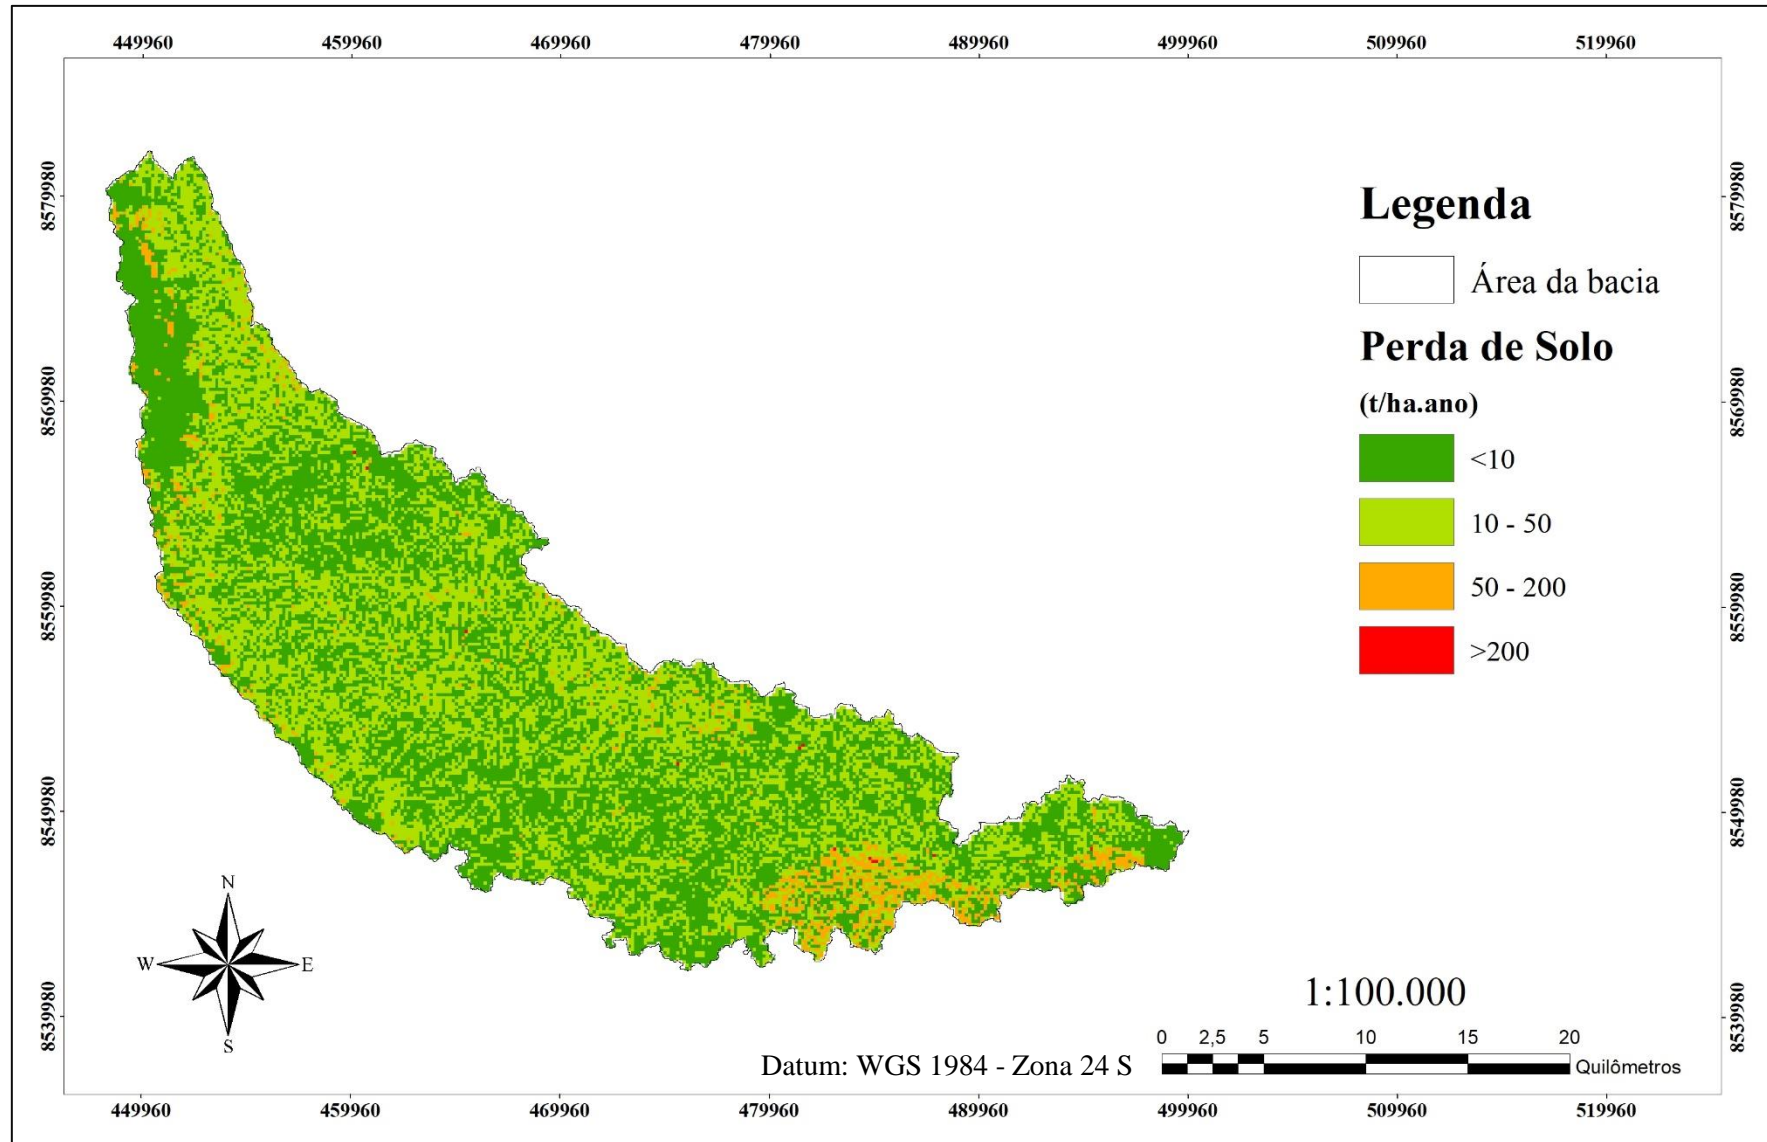 449960 459960 469960 479960 489960 499960 509960 519960
8579980
8569980
8559980
8549980
8539980
8579980
8569980
8559980
8549980
8539980
Legenda
Área da bacia
Perda de Solo
(t/ha.ano)
<10
10 - 50
50 - 200
>200
N
W E
S
1:100.000
0 2,5 5 10 15 20
Datum: WGS 1984 - Zona 24 S
Quilômetros
449960 459960 469960 479960 489960 499960 509960 519960